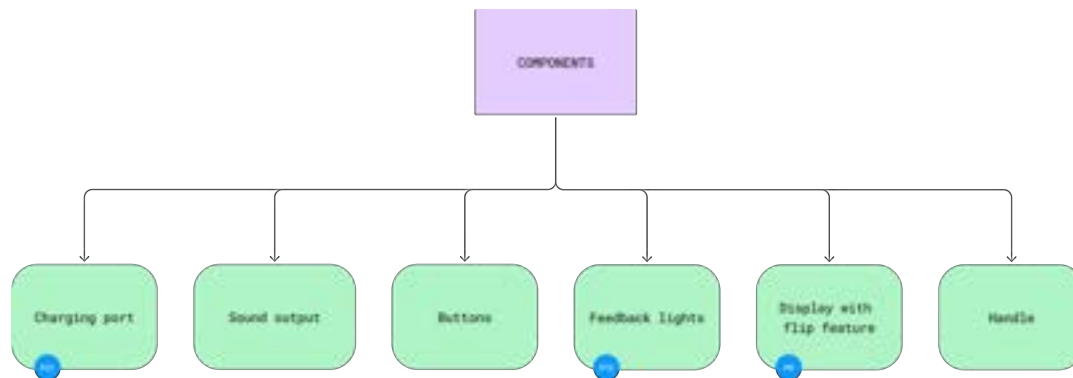 COMPONENTS
Charging port
Sound output
Buttons
Feedback lights
Display with
flip feature
Handle